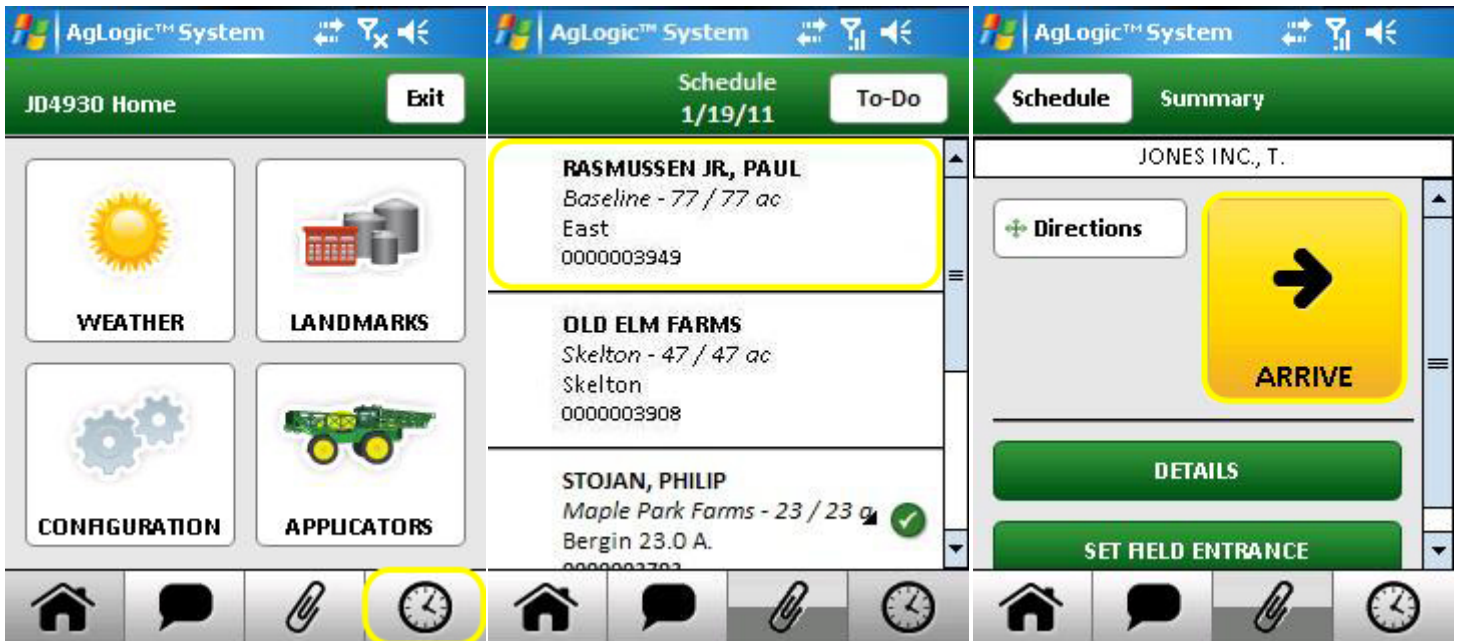 AgLogic™ System
JD4930 Home
Exit
WEATHER
LANDMARKS
CONFIGURATION
APPLICATORS
AgLogic™ System
Schedule
1/19/11
To-Do
RASMUSSEN JR., PAUL
Baseline - 77 / 77 ac
East
0000003949
OLD ELM FARMS
Skelton - 47 / 47 ac
Skelton
0000003908
STOJAN, PHILIP
Maple Park Farms - 23 / 23 a
Bergin 23.0 A.
AgLogic™ System
Schedule
Summary
JONES INC., T.
Directions
ARRIVE
DETAILS
SET FIELD ENTRANCE